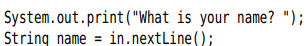 System.out.print("What is your name? ");
String name = in.nextLine();